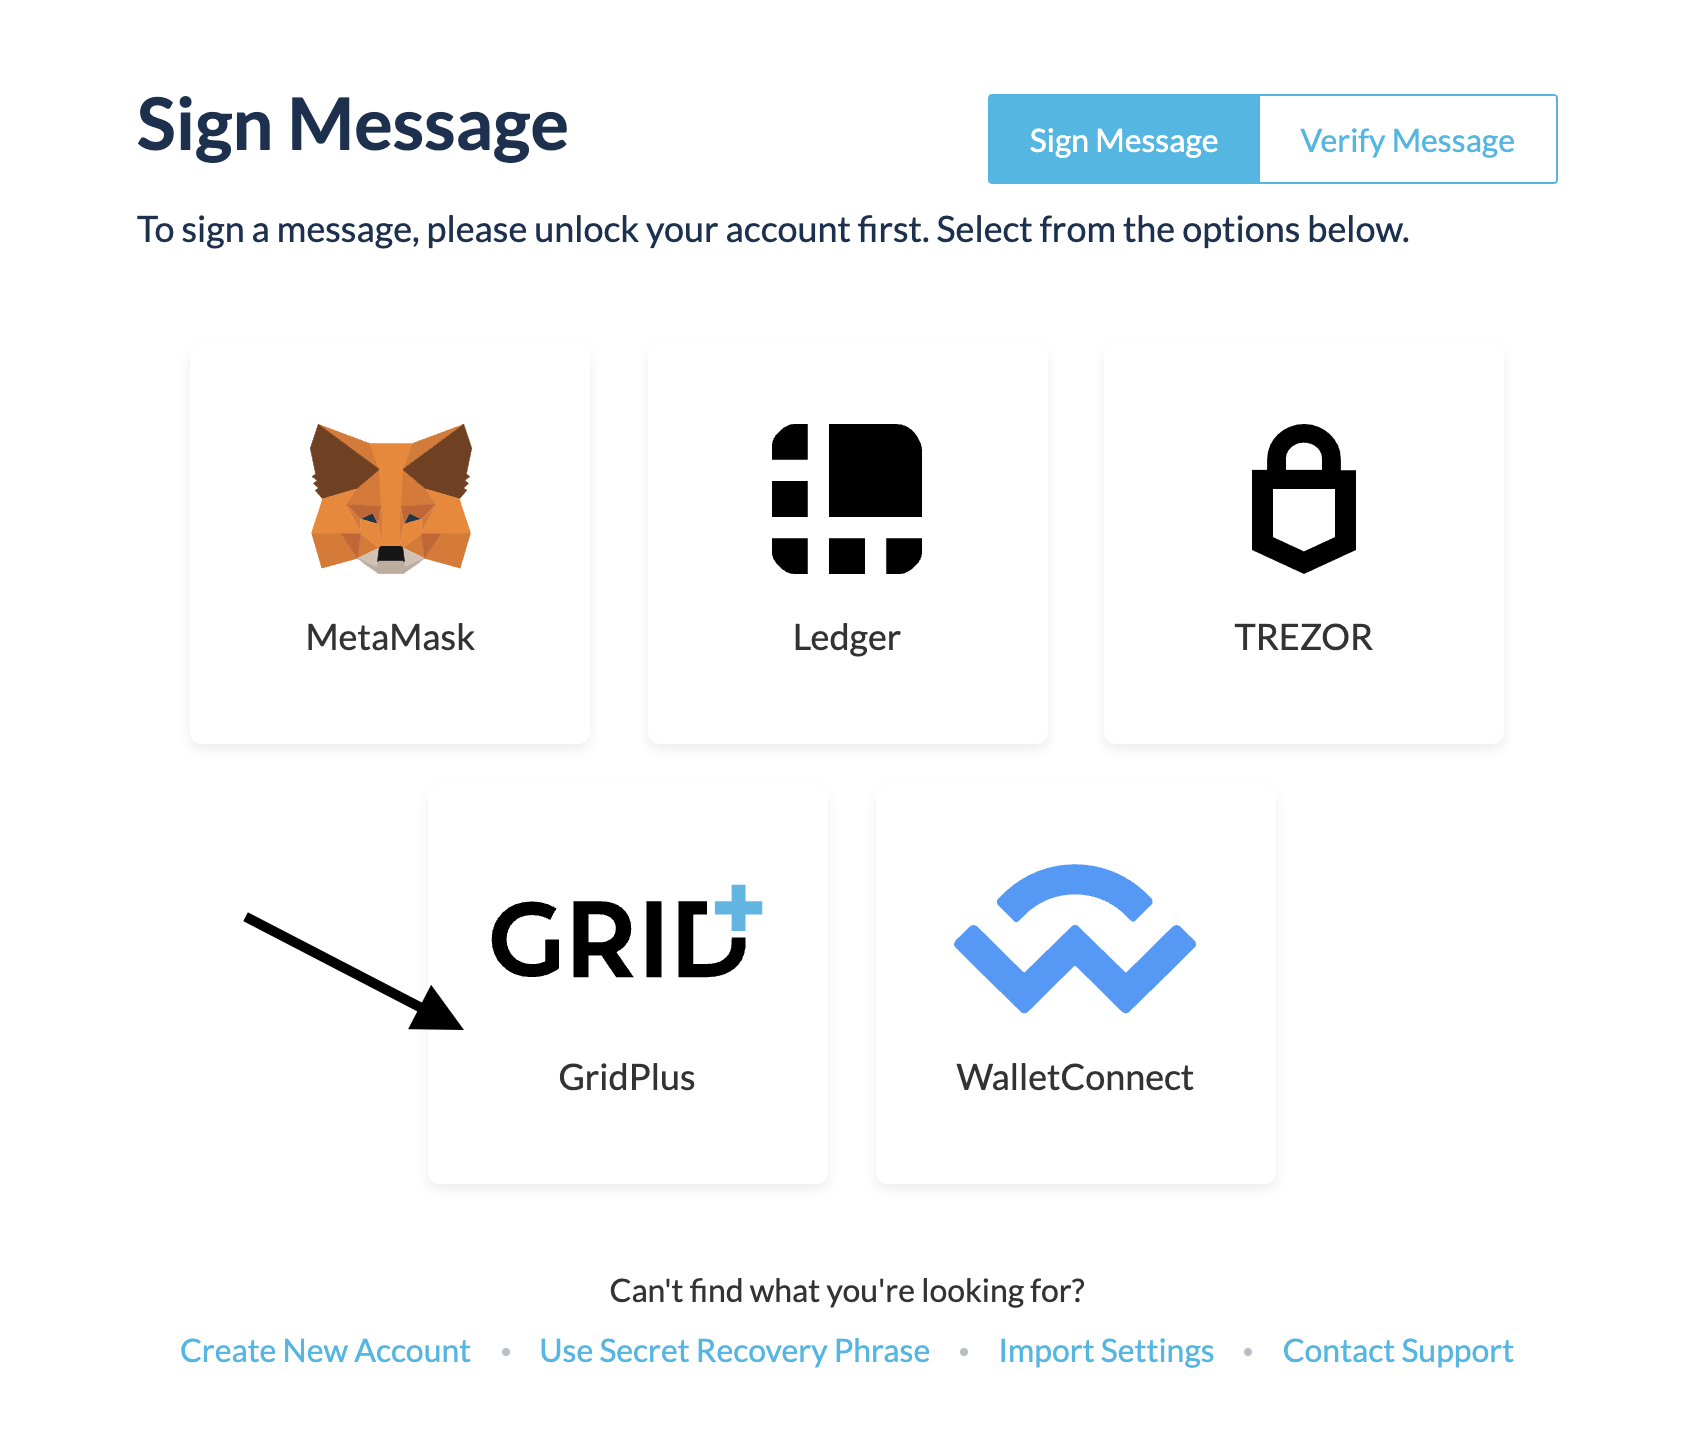 Sign Message
Sign Message
Verify Message
To sign a message, please unlock your account first. Select from the options below.
MetaMask
Ledger
TREZOR
GRID+
GridPlus
WalletConnect
Can't find what you're looking for?
Create New Account • Use Secret Recovery Phrase • Import Settings • Contact Support